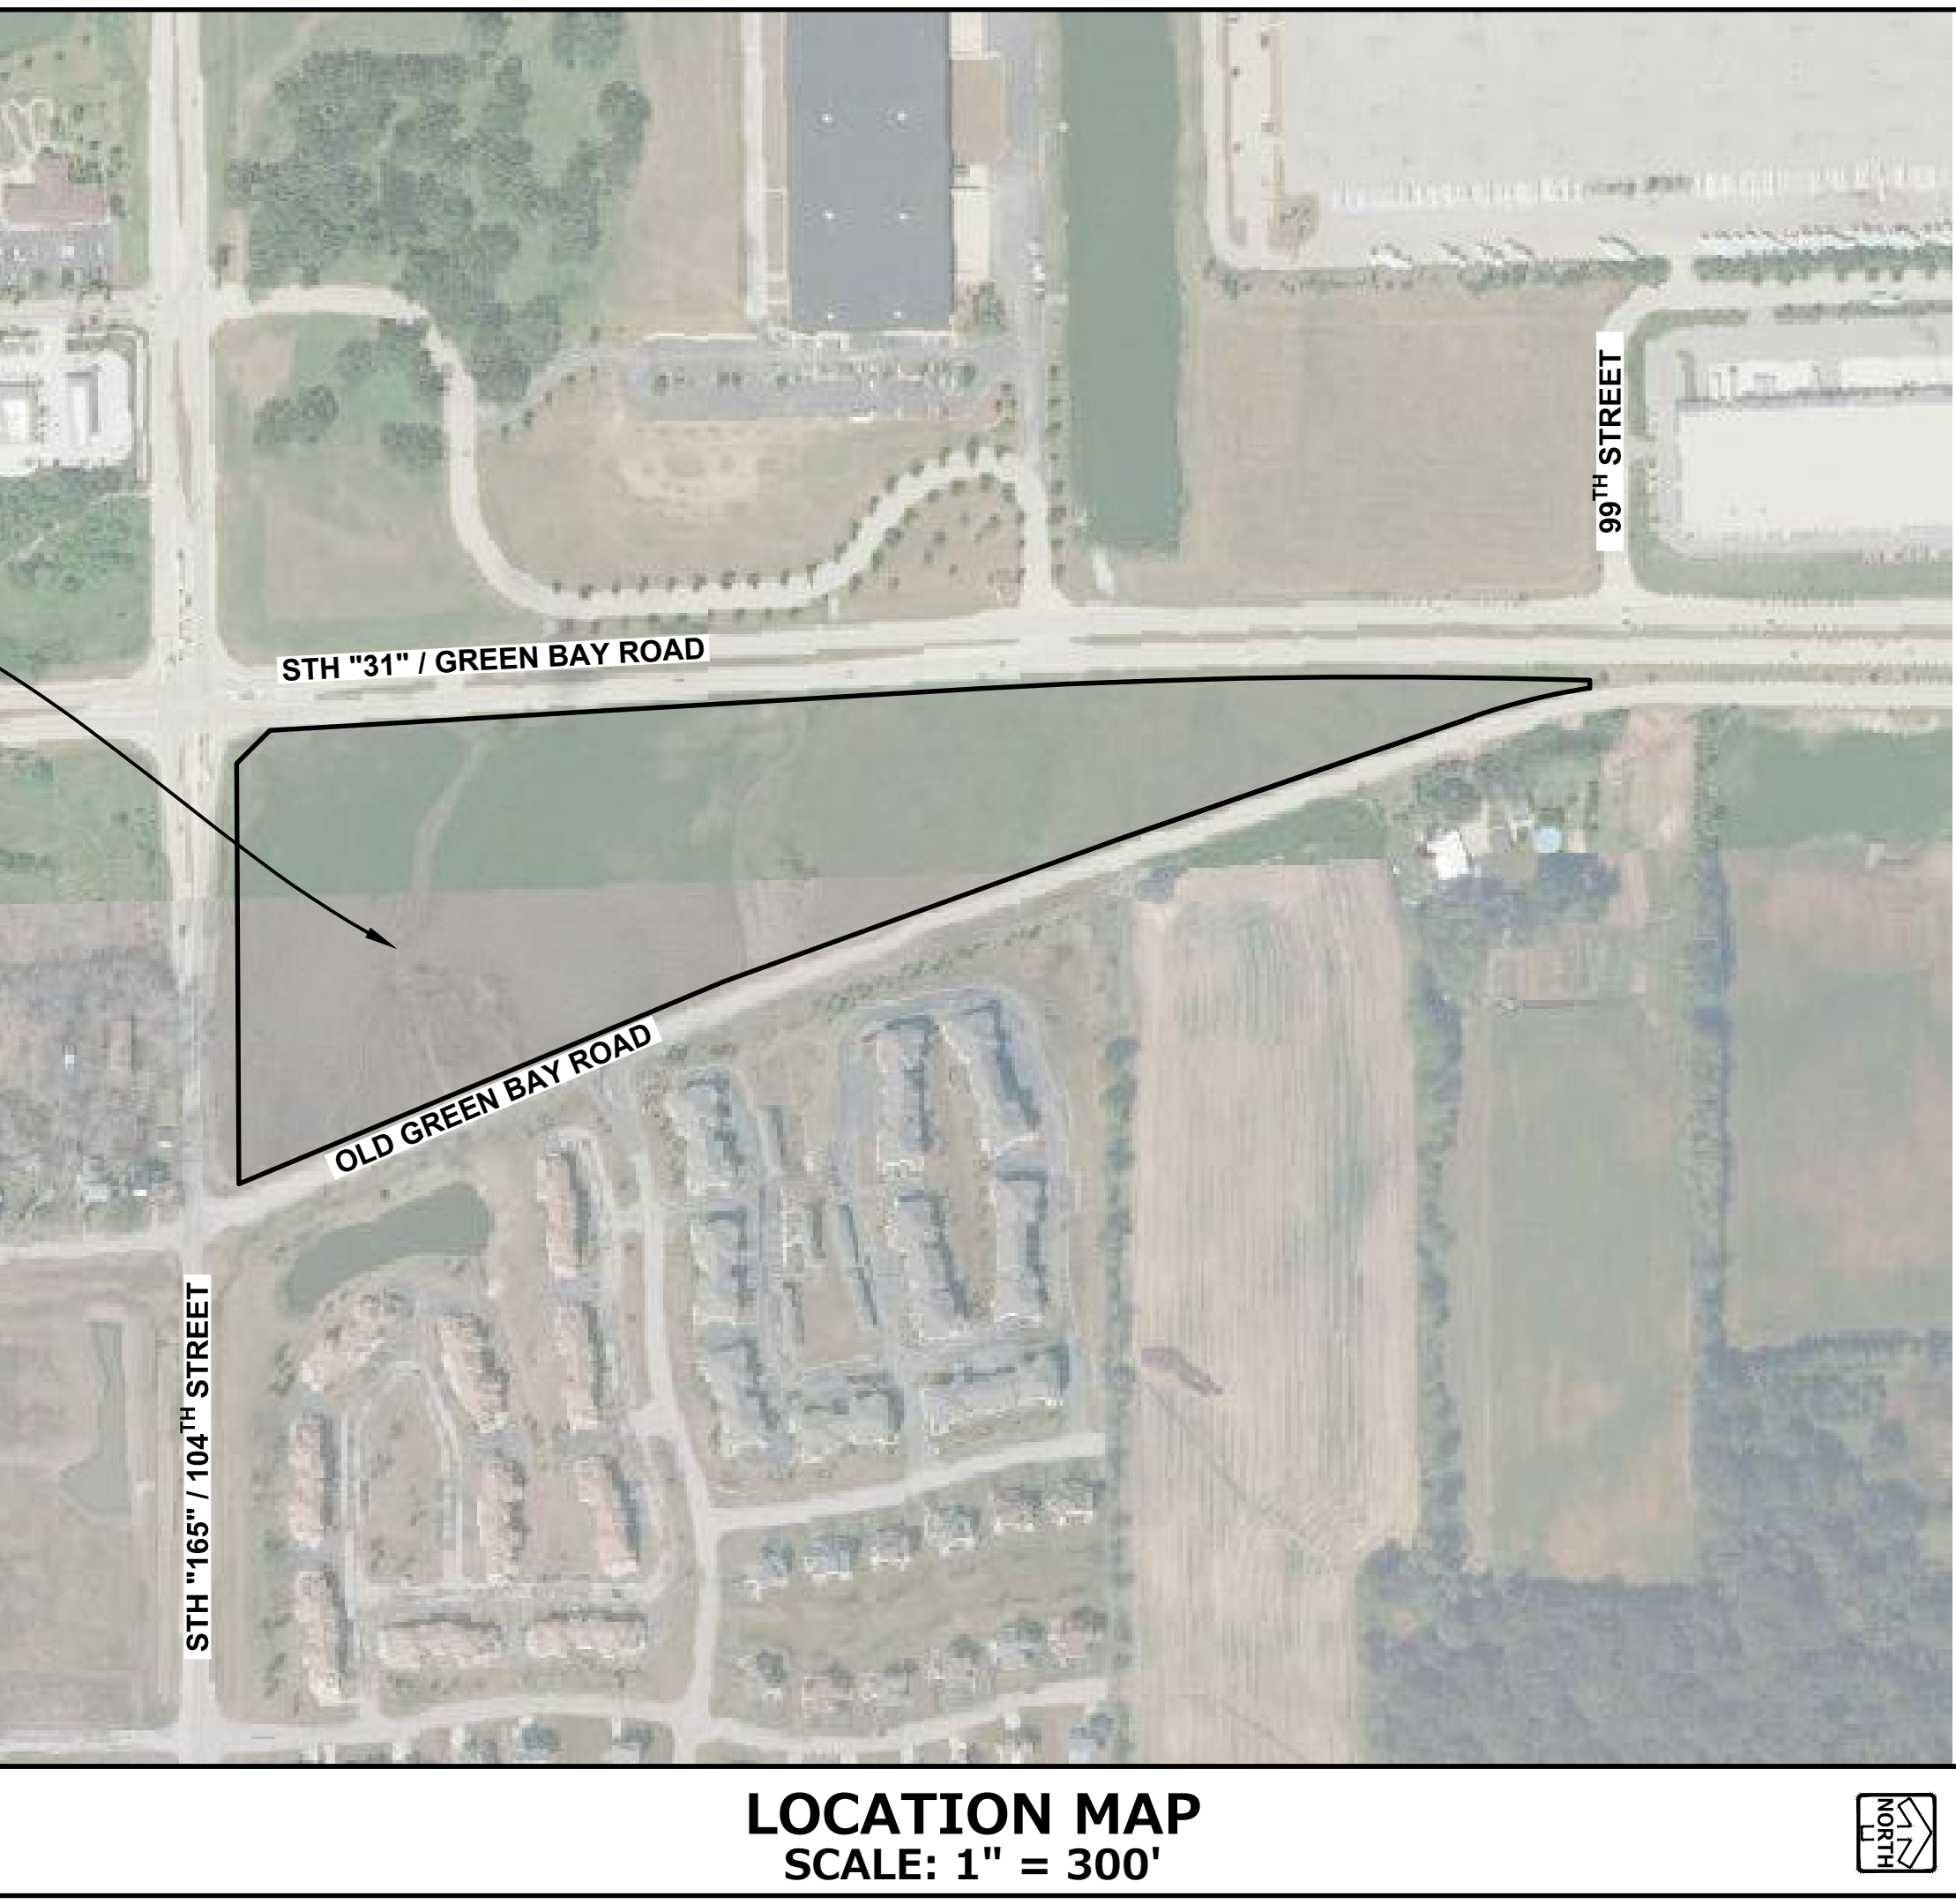 STH "31" / GREEN BAY ROAD
99TH STREET
OLD GREEN BAY ROAD
STH "165" / 104TH STREET
LOCATION MAP
SCALE: 1" = 300'
NORTH